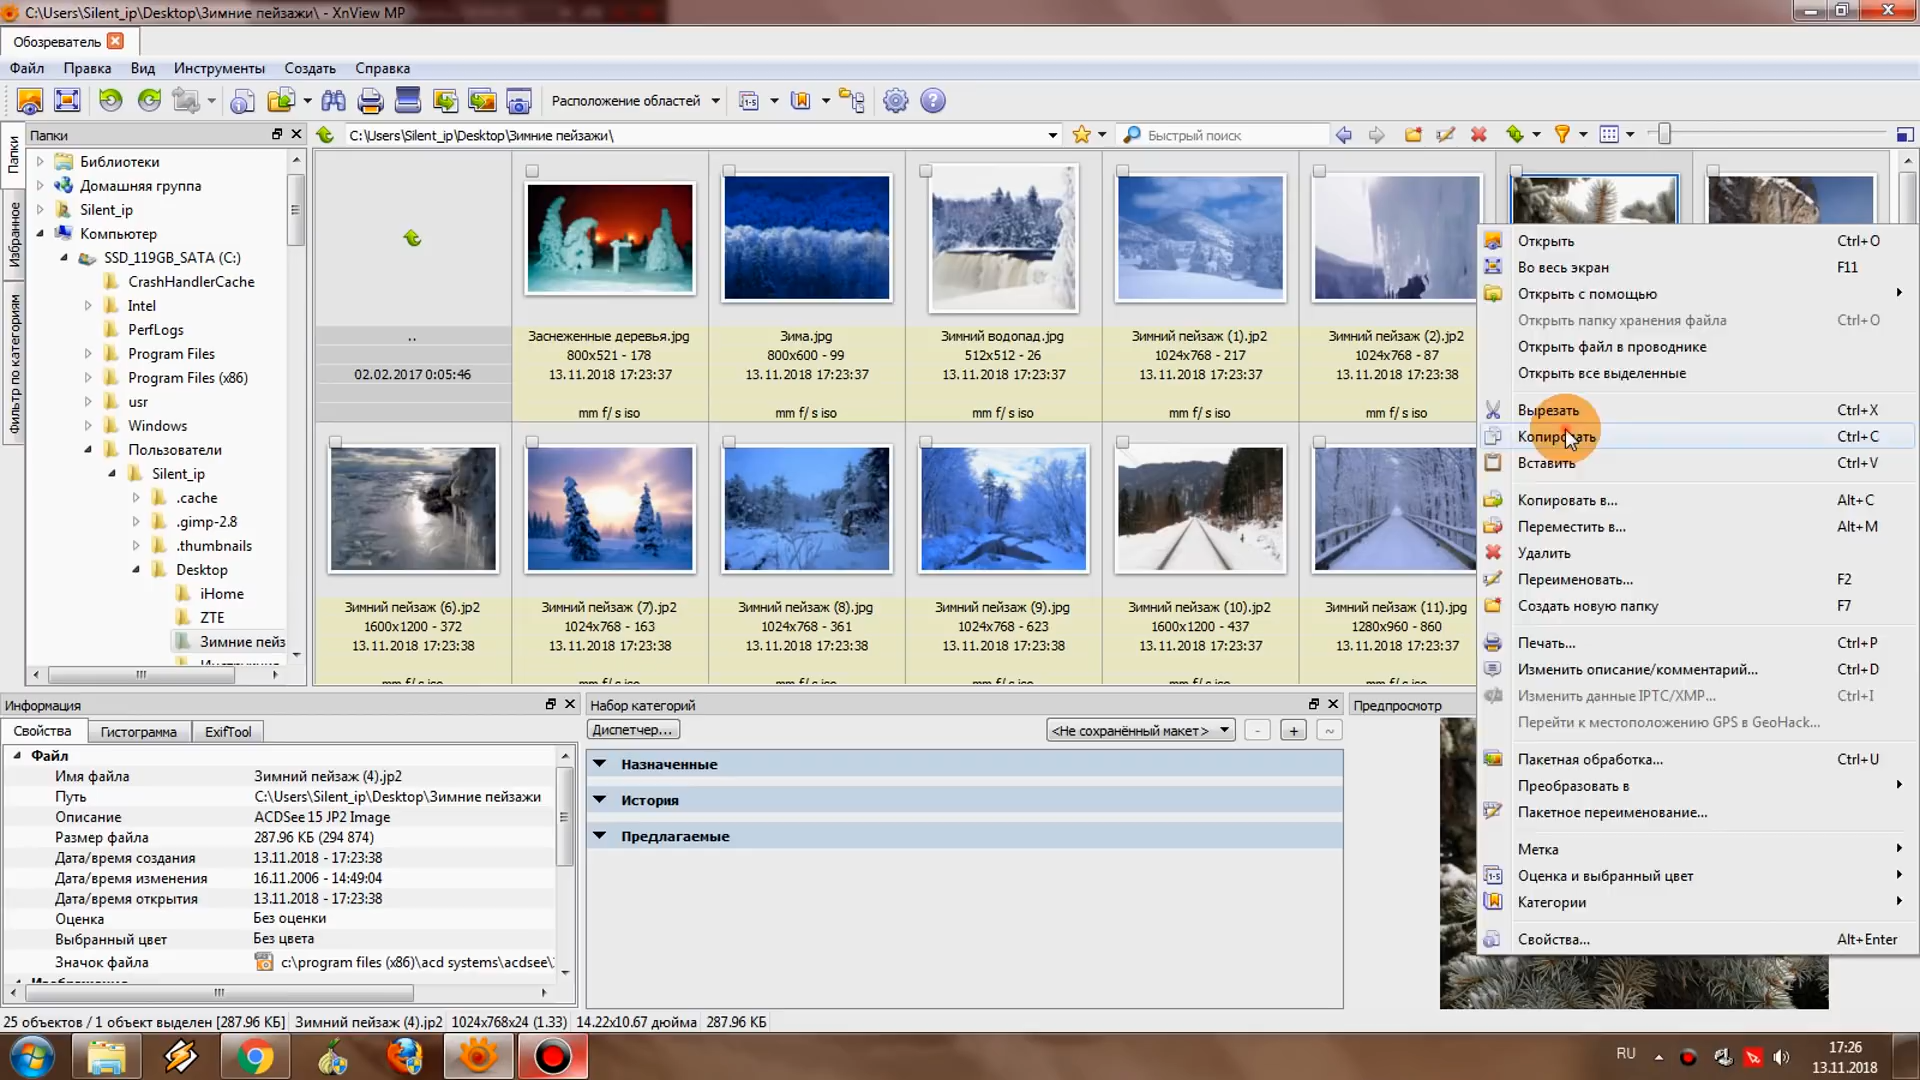 C:\Users\Silent_ip\Desktop\Зимние пейзажи\ - XnView MP
Обозреватель
Файл Правка Вид Инструменты Создать Справка
Расположение областей
Папки
C:\Users\Silent_ip\Desktop\Зимние пейзажи\
Быстрый поиск
Папки
Избранное
Фильтр по категориям
Библиотеки
Домашняя группа
Silent_ip
Компьютер
SSD_119GB_SATA (C:)
CrashHandlerCache
Intel
PerfLogs
Program Files
Program Files (x86)
usr
Windows
Пользователи
Silent_ip
.cache
.gimp-2.8
.thumbnails
Desktop
iHome
ZTE
Зимние пейз
..
02.02.2017 0:05:46
Заснеженные деревья.jpg
800x521 - 178
13.11.2018 17:23:37
mm f/ s iso
Зима.jpg
800x600 - 99
13.11.2018 17:23:37
mm f/ s iso
Зимний водопад.jpg
512x512 - 26
13.11.2018 17:23:37
mm f/ s iso
Зимний пейзаж (1).jp2
1024x768 - 217
13.11.2018 17:23:37
mm f/ s iso
Зимний пейзаж (2).jp2
1024x768 - 87
13.11.2018 17:23:38
mm f/ s iso
Зимний пейзаж (6).jp2
1600x1200 - 372
13.11.2018 17:23:38
mm f/ s iso
Зимний пейзаж (7).jp2
1024x768 - 163
13.11.2018 17:23:38
mm f/ s iso
Зимний пейзаж (8).jpg
1024x768 - 361
13.11.2018 17:23:38
mm f/ s iso
Зимний пейзаж (9).jpg
1024x768 - 623
13.11.2018 17:23:38
mm f/ s iso
Зимний пейзаж (10).jp2
1600x1200 - 437
13.11.2018 17:23:37
mm f/ s iso
Зимний пейзаж (11).jpg
1280x960 - 860
13.11.2018 17:23:37
mm f/ s iso
Открыть Ctrl+O
Во весь экран F11
Открыть с помощью
Открыть папку хранения файла Ctrl+O
Открыть файл в проводнике
Открыть все выделенные
Вырезать Ctrl+X
Копировать Ctrl+C
Вставить Ctrl+V
Копировать в... Alt+C
Переместить в... Alt+M
Удалить
Переименовать... F2
Создать новую папку F7
Печать... Ctrl+P
Изменить описание/комментарий... Ctrl+D
Изменить данные IPTC/XMP... Ctrl+I
Перейти к местоположению GPS в GeoHack...
Пакетная обработка... Ctrl+U
Преобразовать в
Пакетное переименование...
Метка
Оценка и выбранный цвет
Категории
Свойства... Alt+Enter
Информация
Свойства Гистограмма ExifTool
Файл
Имя файла Зимний пейзаж (4).jp2
Путь C:\Users\Silent_ip\Desktop\Зимние пейзажи
Описание ACDSee 15 JP2 Image
Размер файла 287.96 КБ (294 874)
Дата/время создания 13.11.2018 - 17:23:38
Дата/время изменения 16.11.2006 - 14:49:04
Дата/время открытия 13.11.2018 - 17:23:38
Оценка Без оценки
Выбранный цвет Без цвета
Значок файла c:\program files (x86)\acd systems\acdsee\
Набор категорий
Диспетчер... <Не сохранённый макет> - + ~
Назначенные
История
Предлагаемые
Предпросмотр
25 объектов / 1 объект выделен [287.96 КБ] Зимний пейзаж (4).jp2 1024x768x24 (1.33) 14.22x10.67 дюйма 287.96 КБ
RU
17:26
13.11.2018